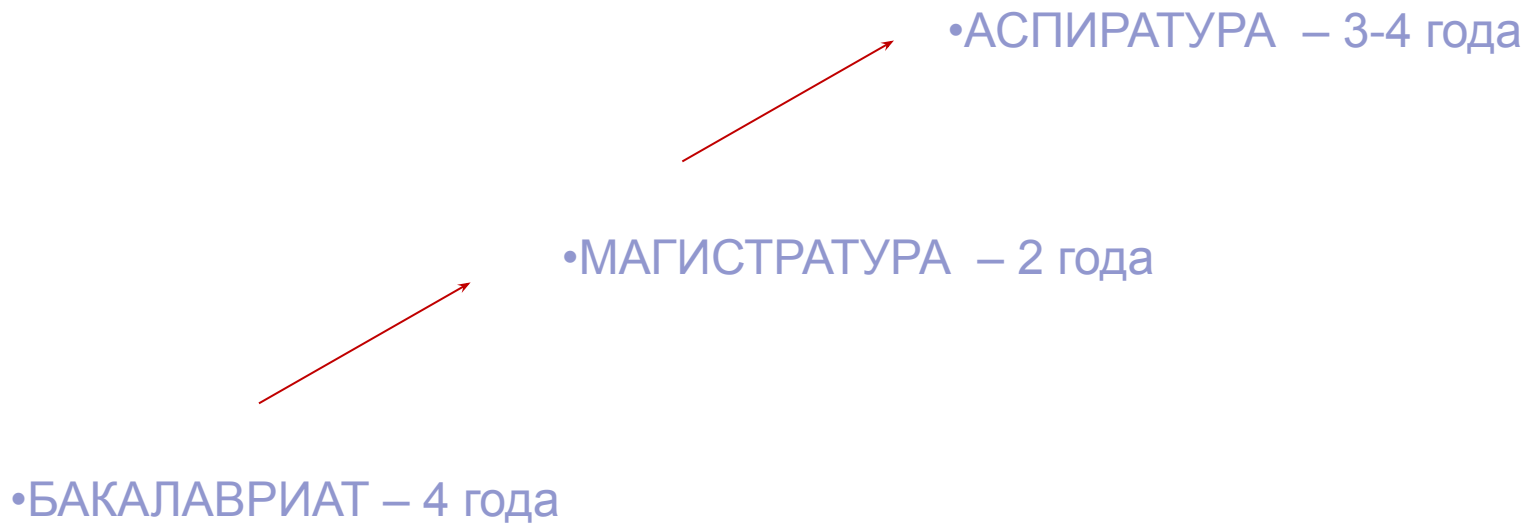 •АСПИРАТУРА – 3-4 года
•МАГИСТРАТУРА – 2 года
•БАКАЛАВРИАТ – 4 года